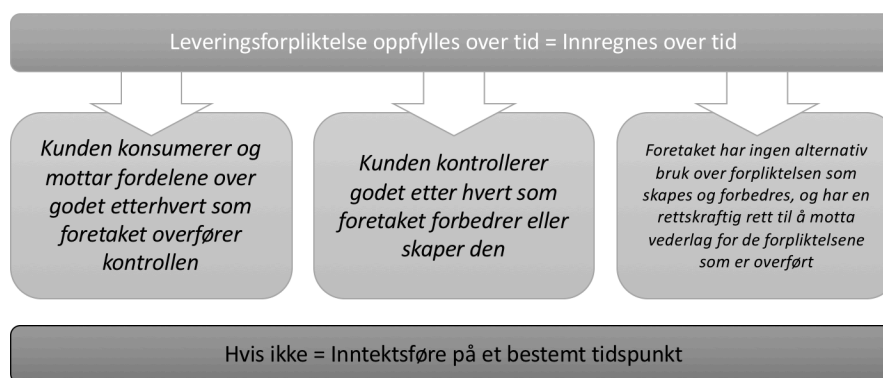 Leveringsforpliktelse oppfylles over tid = Innregnes over tid
Kunden konsumerer og
mottar fordelene over
godet etterhvert som
foretaket overfører
kontrollen
Kunden kontrollerer
godet etter hvert som
foretaket forbedrer eller
skaper den
Foretaket har ingen alternativ
bruk over forpliktelsen som
skapes og forbedres, og har en
rettskraftig rett til å motta
vederlag for de forpliktelsene
som er overført
Hvis ikke = Inntektsføre på et bestemt tidspunkt